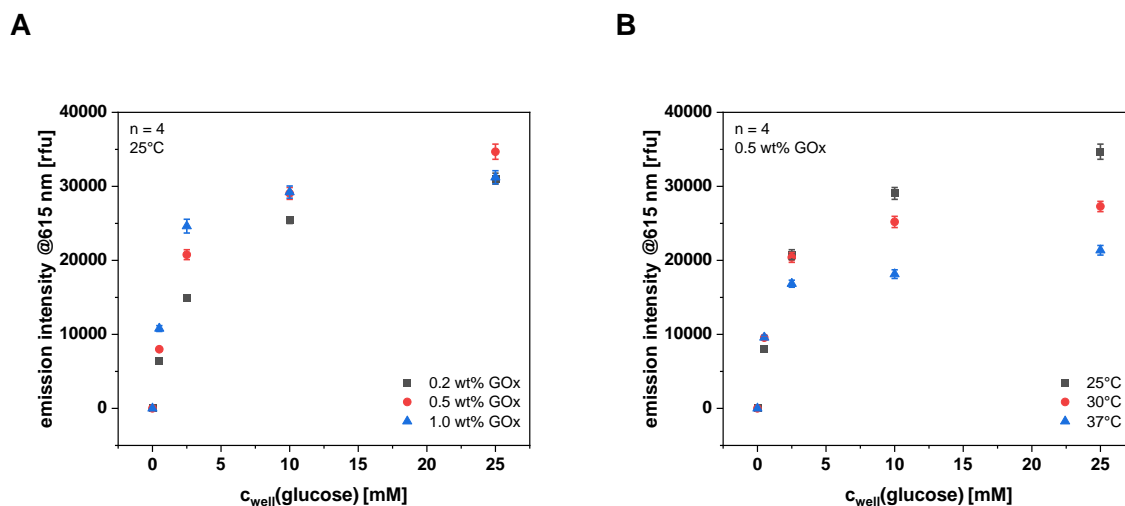 A
B
40000
30000
20000
10000
0
emission intensity @615 nm [rfu]
n = 4
25°C
0.2 wt% GOx
0.5 wt% GOx
1.0 wt% GOx
0
5
10
15
20
25
cwell(glucose) [mM]
40000
30000
20000
10000
0
emission intensity @615 nm [rfu]
n = 4
0.5 wt% GOx
25°C
30°C
37°C
0
5
10
15
20
25
cwell(glucose) [mM]